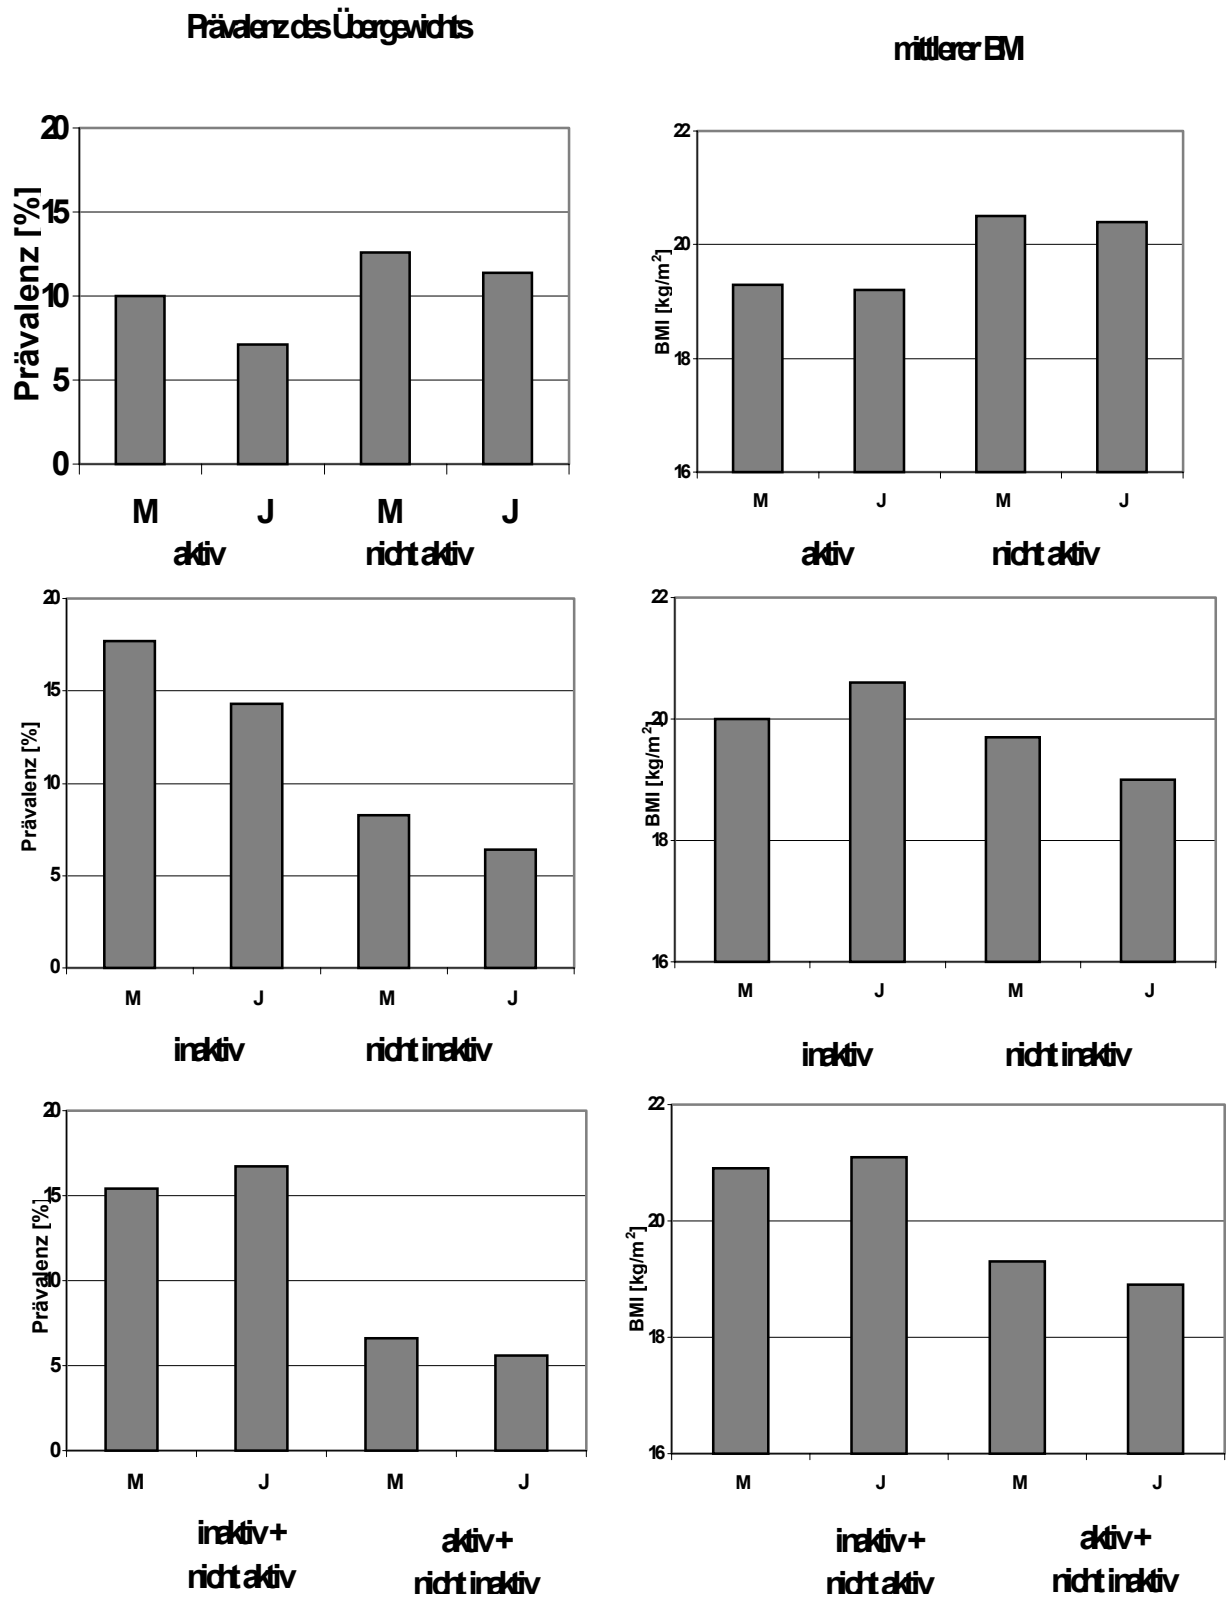 Prävalenz des Übergewichts
mittlerer BMI
20
15
10
5
0
Prävalenz [%]
M J M J
aktiv nicht aktiv
22
20
18
16
BMI [kg/m²]
M J M J
aktiv nicht aktiv
20
15
10
5
0
Prävalenz [%]
M J M J
inaktiv nicht inaktiv
22
20
18
16
BMI [kg/m²]
M J M J
inaktiv nicht inaktiv
20
15
10
5
0
Prävalenz [%]
M J M J
inaktiv + aktiv +
nicht aktiv nicht inaktiv
22
20
18
16
BMI [kg/m²]
M J M J
inaktiv + aktiv +
nicht aktiv nicht inaktiv